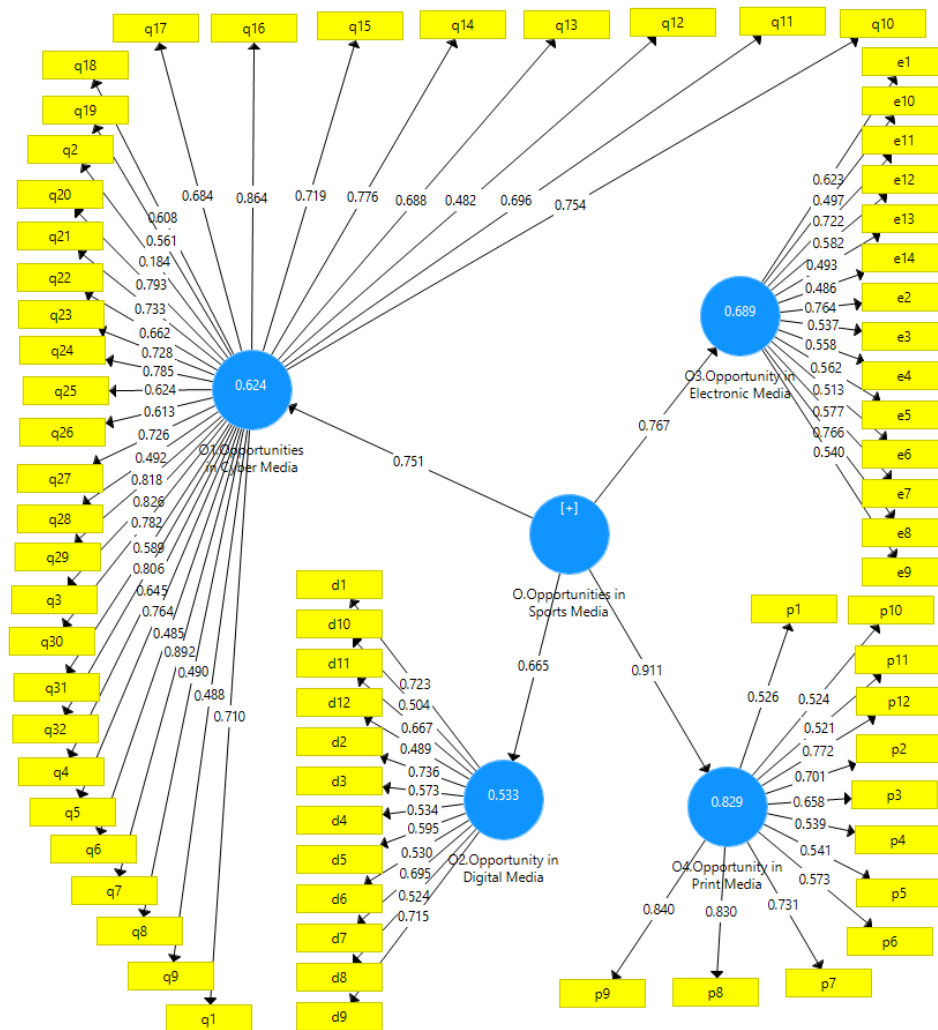 q17
q16
q15
q14
q13
q12
q11
q10
q18
q19
q2
q20
q21
q22
q23
q24
q25
q26
q27
q28
q29
q3
q30
q31
q32
q4
q5
q6
q7
q8
q9
q1
0.684
0.864
0.719
0.776
0.688
0.482
0.696
0.754
0.608
0.561
0.184
0.793
0.733
0.662
0.728
0.785
0.624
0.613
0.726
0.492
0.818
0.826
0.782
0.589
0.806
0.645
0.764
0.485
0.892
0.490
0.488
0.710
0.624
O1.Opportunities
in Cyber Media
0.751
e1
e10
e11
e12
e13
e14
e2
e3
e4
e5
e6
e7
e8
e9
0.623
0.497
0.722
0.582
0.493
0.486
0.764
0.537
0.558
0.562
0.513
0.577
0.766
0.540
0.689
O3.Opportunity in
Electronic Media
0.767
[+]
O.Opportunities in
Sports Media
0.665
0.911
d1
d10
d11
d12
d2
d3
d4
d5
d6
d7
d8
d9
0.723
0.504
0.667
0.489
0.736
0.573
0.534
0.595
0.530
0.695
0.524
0.715
0.533
O2.Opportunity in
Digital Media
p1
p10
p11
p12
p2
p3
p4
p5
p6
p7
p8
p9
0.526
0.524
0.521
0.772
0.701
0.658
0.539
0.541
0.573
0.731
0.830
0.840
0.829
O4.Opportunity in
Print Media